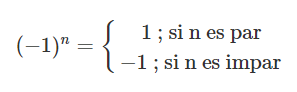 (−1)ⁿ = { 1 ; si n es par
−1 ; si n es impar